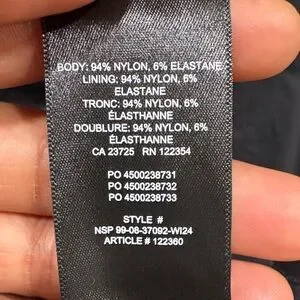 BODY: 94% NYLON, 6% ELASTANE
LINING: 94% NYLON, 6%
ELASTANE
TRONC: 94% NYLON, 6%
ÉLASTHANNE
DOUBLURE: 94% NYLON, 6%
ÉLASTHANNE
CA 23725 RN 122354
PO 4500238731
PO 4500238732
PO 4500238733
STYLE #
NSP 99-08-37092-WI24
ARTICLE # 122360